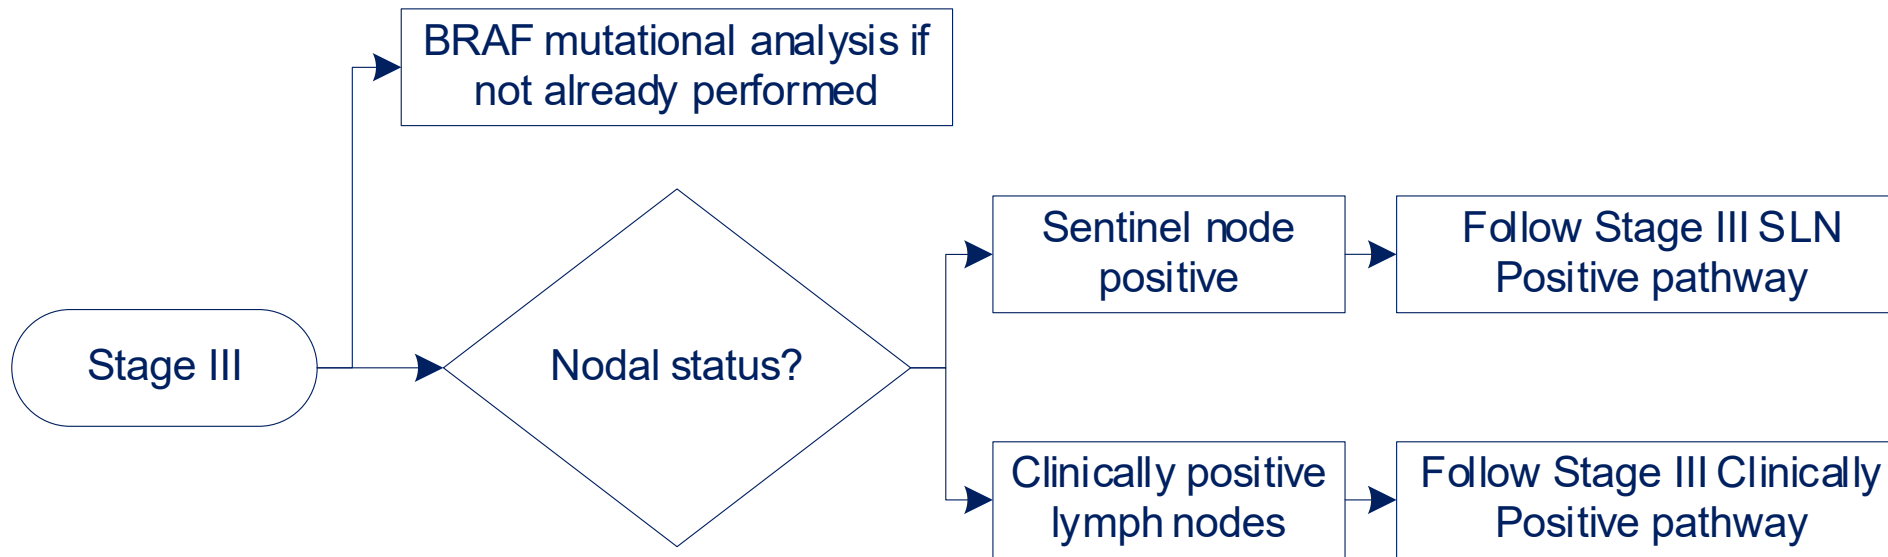 BRAF mutational analysis if
not already performed
Stage III
Nodal status?
Sentinel node
positive
Follow Stage III SLN
Positive pathway
Clinically positive
lymph nodes
Follow Stage III Clinically
Positive pathway